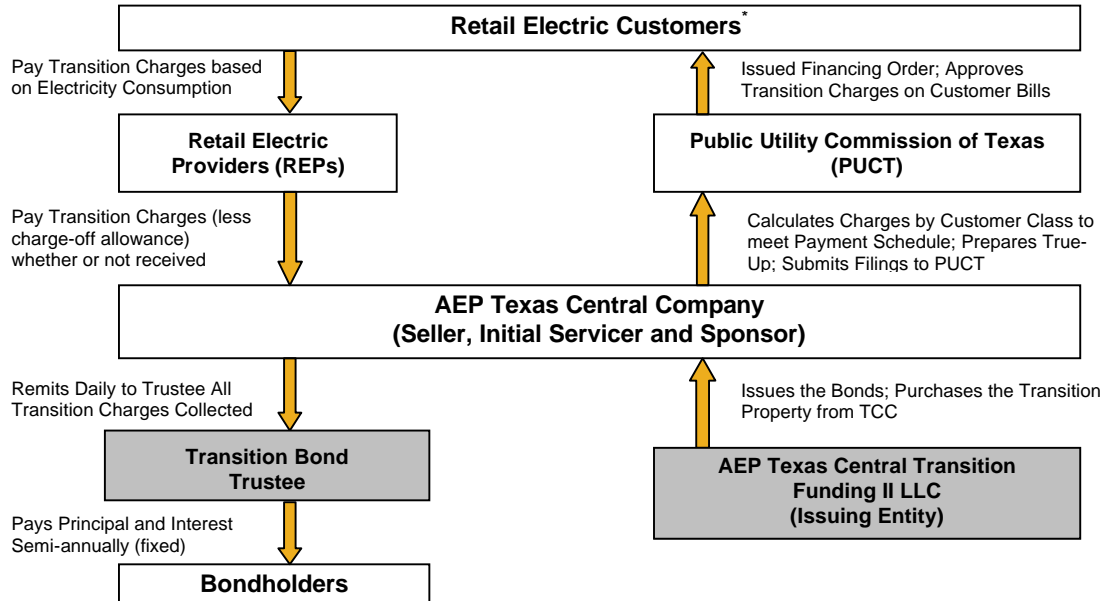 Retail Electric Customers*
Pay Transition Charges based
on Electricity Consumption
Issued Financing Order; Approves
Transition Charges on Customer Bills
Retail Electric
Providers (REPs)
Public Utility Commission of Texas
(PUCT)
Pay Transition Charges (less
charge-off allowance)
whether or not received
Calculates Charges by Customer Class to
meet Payment Schedule; Prepares True-
Up; Submits Filings to PUCT
AEP Texas Central Company
(Seller, Initial Servicer and Sponsor)
Remits Daily to Trustee All
Transition Charges Collected
Issues the Bonds; Purchases the Transition
Property from TCC
Transition Bond
Trustee
AEP Texas Central Transition
Funding II LLC
(Issuing Entity)
Pays Principal and Interest
Semi-annually (fixed)
Bondholders